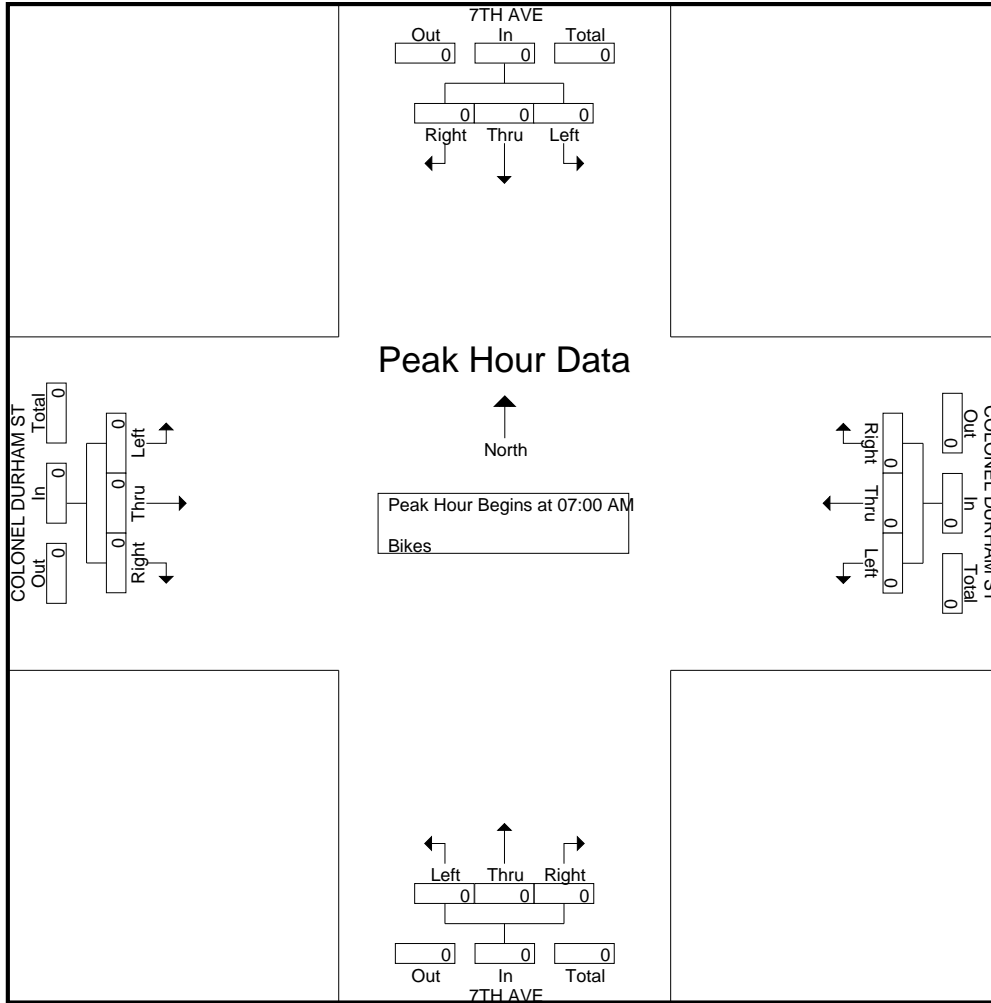 7TH AVE
Out In Total
0 0 0
0 0 0
Right Thru Left
Peak Hour Data
North
Peak Hour Begins at 07:00 AM
Bikes
COLONEL DURHAM ST
Total In Out
0 0 0
0 0 0
Left Thru Right
COLONEL DURHAM ST
Out In Total
0 0 0
0 0 0
Right Thru Left
Left Thru Right
0 0 0
0 0 0
Out In Total
7TH AVE